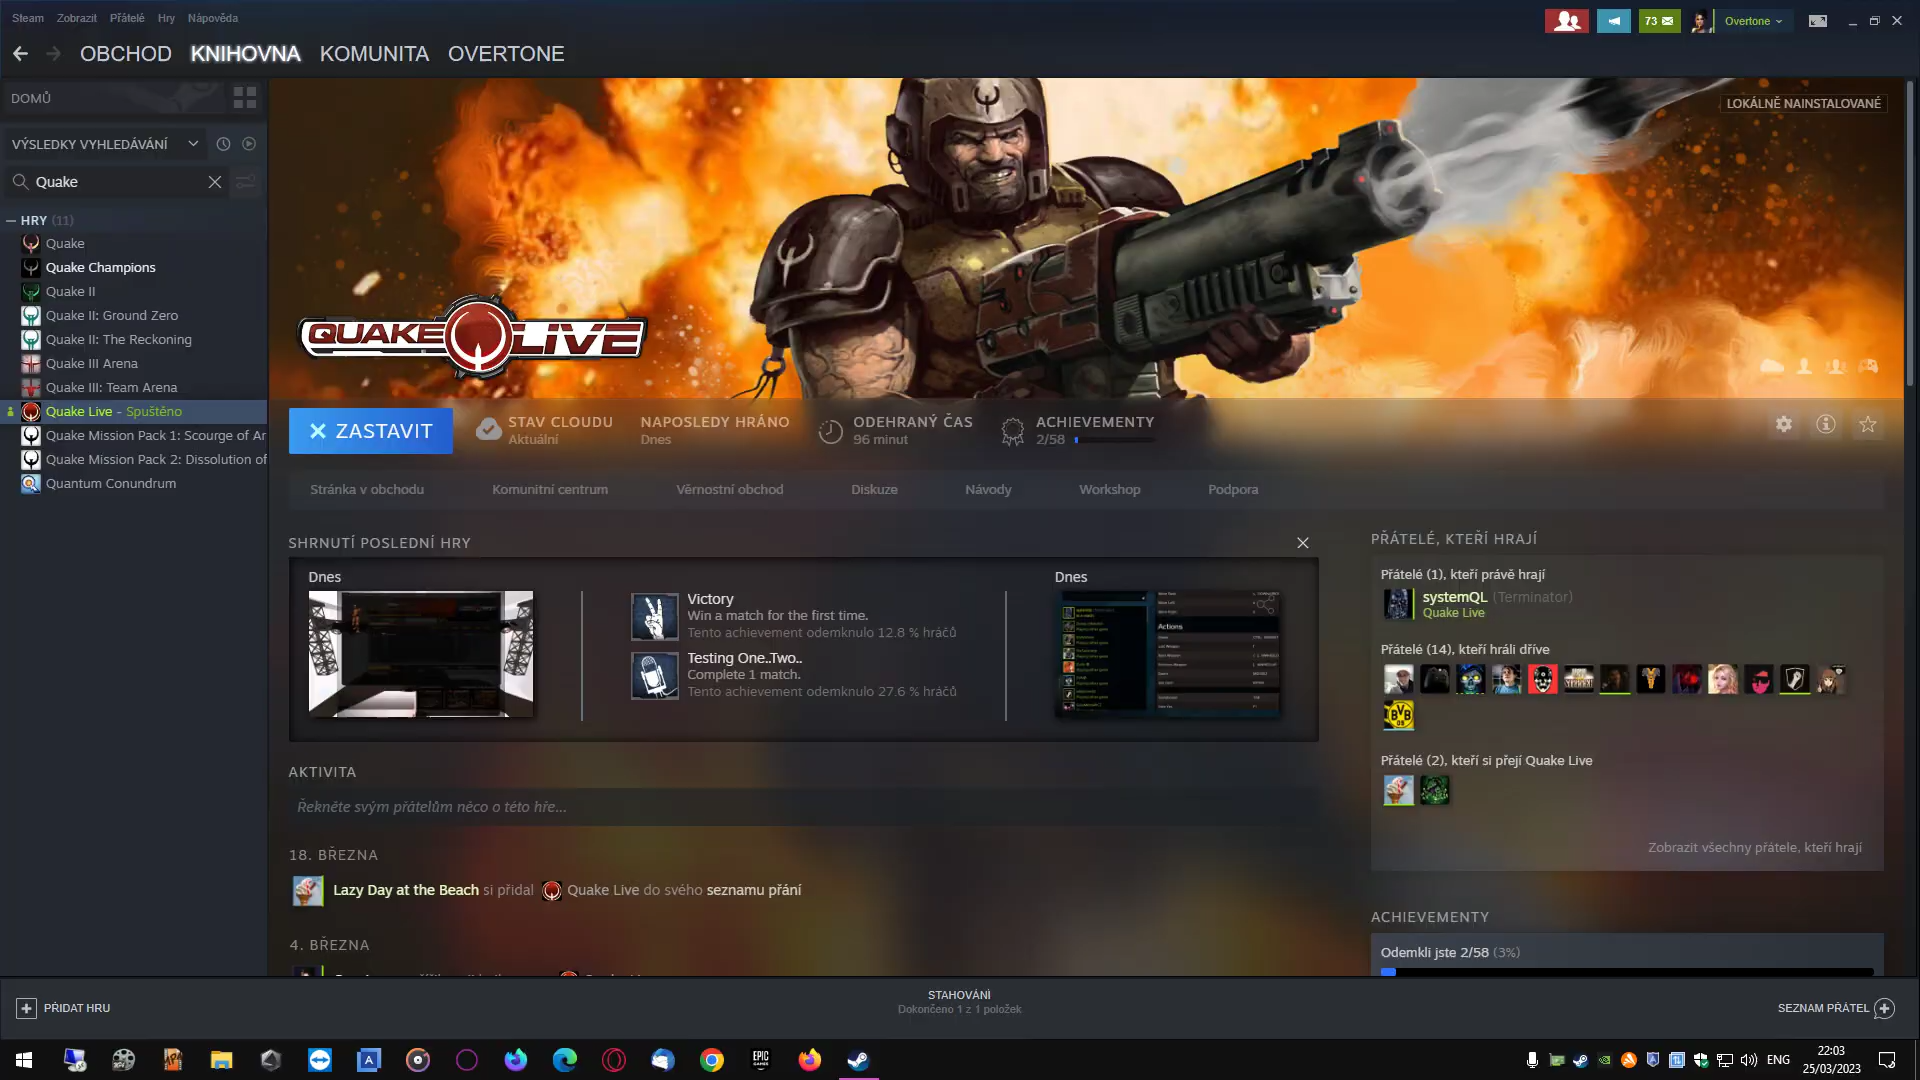 Steam Zobrazit Přátelé Hry Nápověda
73
Overtone
OBCHOD KNIHOVNA KOMUNITA OVERTONE
DOMŮ
LOKÁLNĚ NAINSTALOVANÉ
VÝSLEDKY VYHLEDÁVÁNÍ
Quake
HRY (11)
Quake
Quake Champions
Quake II
Quake II: Ground Zero
Quake II: The Reckoning
Quake III Arena
Quake III: Team Arena
Quake Live - Spuštěno
Quake Mission Pack 1: Scourge of Ar
Quake Mission Pack 2: Dissolution of
Quantum Conundrum
QUAKE LIVE
ZASTAVIT
STAV CLOUDU
Aktuální
NAPOSLEDY HRÁNO
Dnes
ODEHRANÝ ČAS
96 minut
ACHIEVEMENTY
2/58
Stránka v obchodu Komunitní centrum Věrnostní obchod Diskuze Návody Workshop Podpora
SHRNUTÍ POSLEDNÍ HRY
Dnes
Victory
Win a match for the first time.
Tento achievement odemknulo 12.8 % hráčů
Testing One..Two..
Complete 1 match.
Tento achievement odemknulo 27.6 % hráčů
Dnes
Actions
AKTIVITA
Řekněte svým přátelům něco o této hře...
18. BŘEZNA
Lazy Day at the Beach si přidal Quake Live do svého seznamu přání
4. BŘEZNA
PŘÁTELÉ, KTEŘÍ HRAJÍ
Přátelé (1), kteří právě hrají
systemQL (Terminator)
Quake Live
Přátelé (14), kteří hráli dříve
BVB
09
Přátelé (2), kteří si přejí Quake Live
Zobrazit všechny přátele, kteří hrají
ACHIEVEMENTY
Odemkli jste 2/58 (3%)
PŘIDAT HRU
STAHOVÁNÍ
Dokončeno 1 z 1 položek
SEZNAM PŘÁTEL
EPIC
GAMES
ENG
22:03
25/03/2023